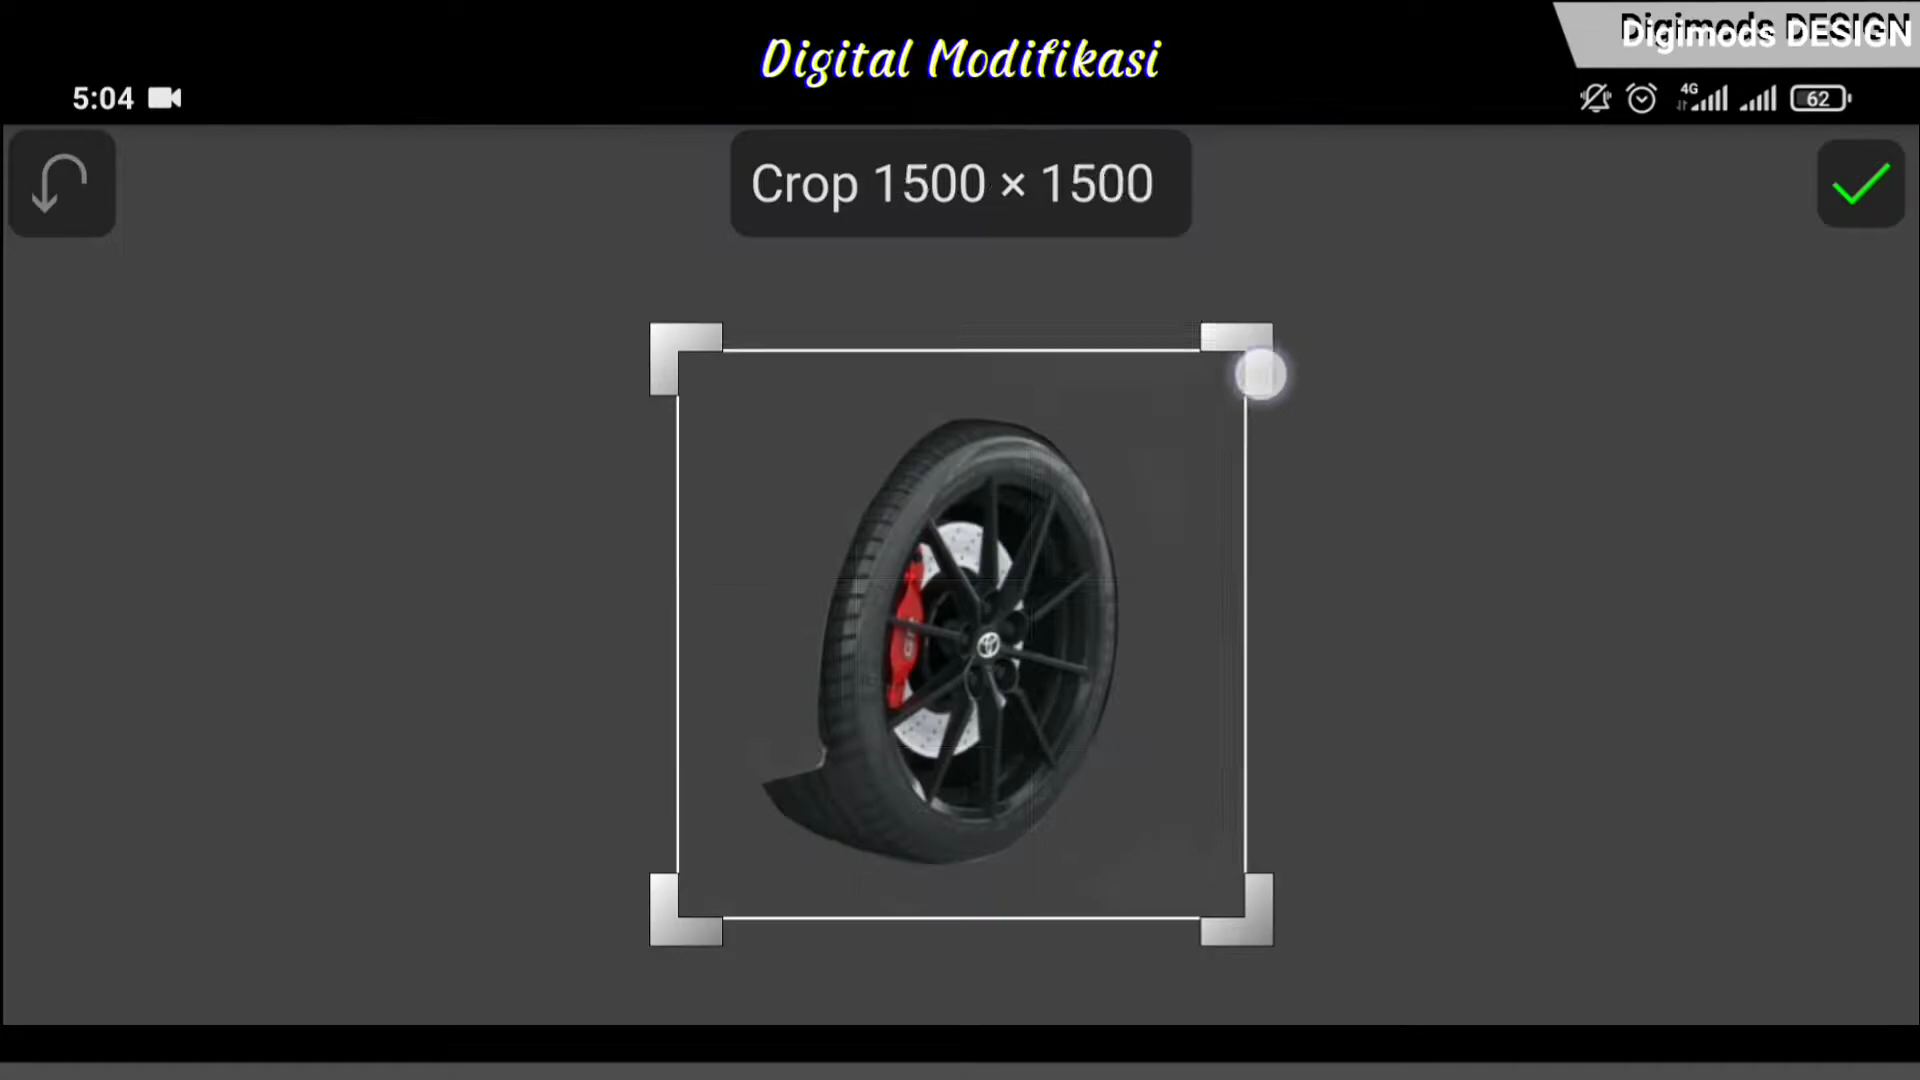 Digimods DESIGN
Digital Modifikasi
5:04
4G
62
Crop 1500 × 1500